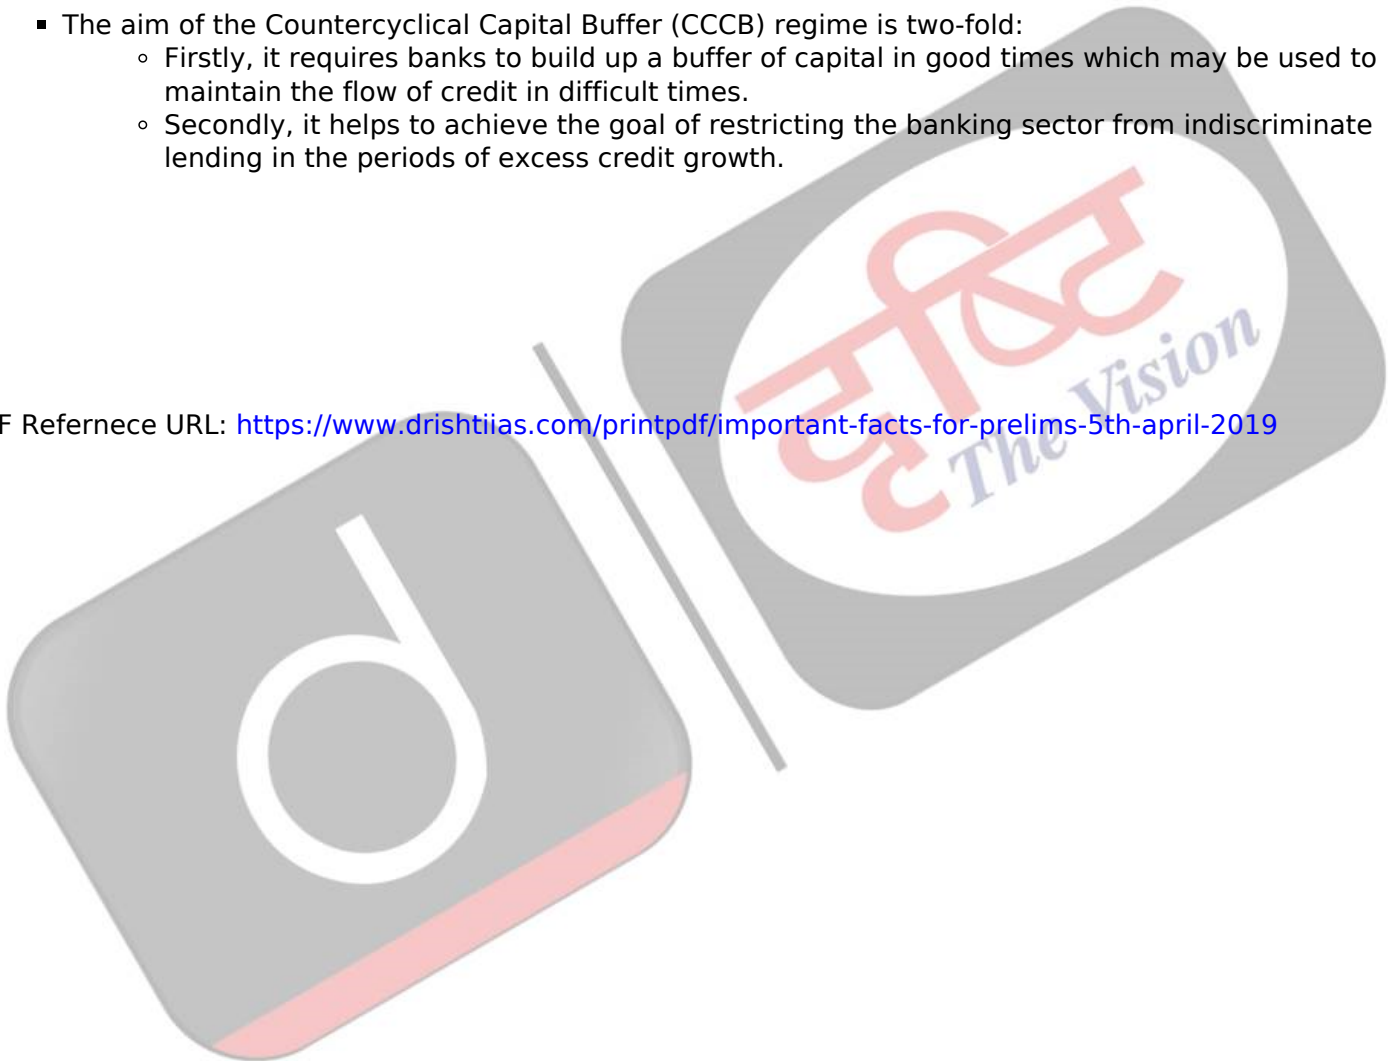 ▪ The aim of the Countercyclical Capital Buffer (CCCB) regime is two-fold:
◦ Firstly, it requires banks to build up a buffer of capital in good times which may be used to
maintain the flow of credit in difficult times.
◦ Secondly, it helps to achieve the goal of restricting the banking sector from indiscriminate
lending in the periods of excess credit growth.
दृष्टि
The Vision
F Refernece URL: https://www.drishtiias.com/printpdf/important-facts-for-prelims-5th-april-2019
d